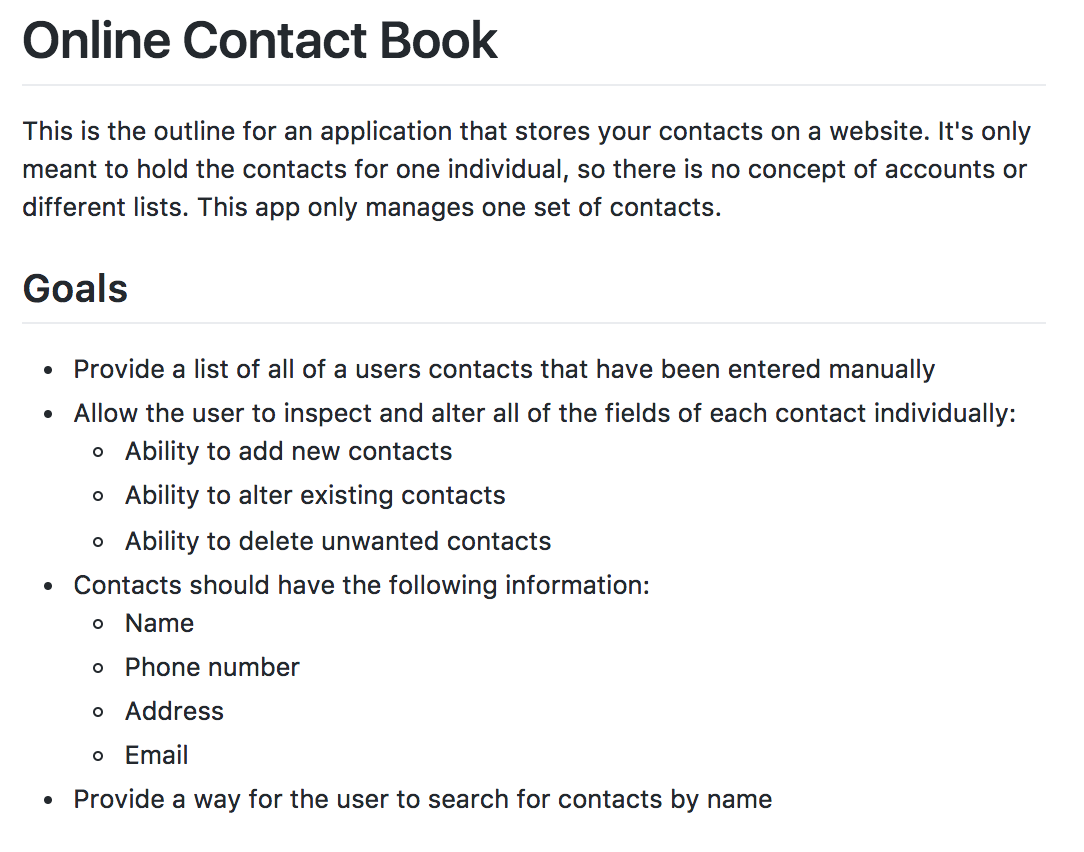 Online Contact Book
This is the outline for an application that stores your contacts on a website. It's only
meant to hold the contacts for one individual, so there is no concept of accounts or
different lists. This app only manages one set of contacts.
Goals
Provide a list of all of a users contacts that have been entered manually
Allow the user to inspect and alter all of the fields of each contact individually:
Ability to add new contacts
Ability to alter existing contacts
Ability to delete unwanted contacts
Contacts should have the following information:
Name
Phone number
Address
Email
Provide a way for the user to search for contacts by name